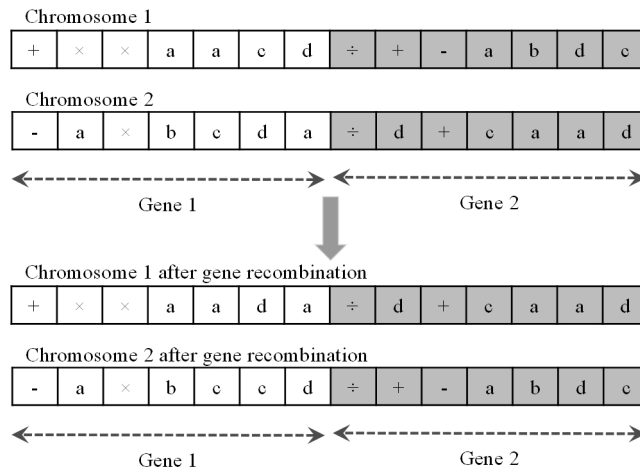 Chromosome 1
+ × × a a c d ÷ + - a b d c
Chromosome 2
- a × b c d a ÷ d + c a a d
Gene 1 Gene 2
Chromosome 1 after gene recombination
+ × × a a d a ÷ d + c a a d
Chromosome 2 after gene recombination
- a × b c c d ÷ + - a b d c
Gene 1 Gene 2